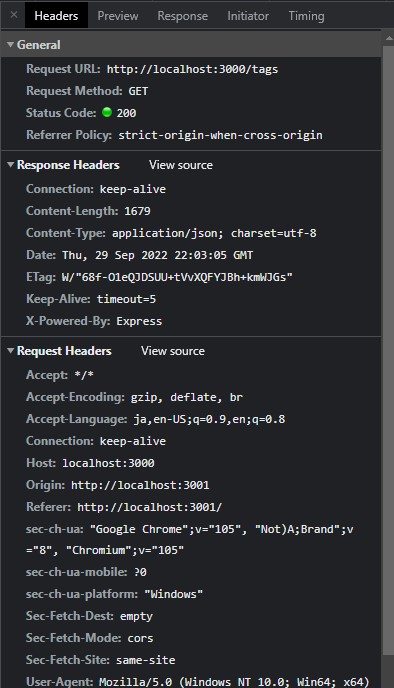 × Headers Preview Response Initiator Timing
▼General
Request URL: http://localhost:3000/tags
Request Method: GET
Status Code: 200
Referrer Policy: strict-origin-when-cross-origin
▼Response Headers View source
Connection: keep-alive
Content-Length: 1679
Content-Type: application/json; charset=utf-8
Date: Thu, 29 Sep 2022 22:03:05 GMT
ETag: W/"68f-O1eQJDSUU+tVvXQFYJBh+kmWJGs"
Keep-Alive: timeout=5
X-Powered-By: Express
▼Request Headers View source
Accept: */*
Accept-Encoding: gzip, deflate, br
Accept-Language: ja,en-US;q=0.9,en;q=0.8
Connection: keep-alive
Host: localhost:3000
Origin: http://localhost:3001
Referer: http://localhost:3001/
sec-ch-ua: "Google Chrome";v="105", "Not)A;Brand";v
="8", "Chromium";v="105"
sec-ch-ua-mobile: ?0
sec-ch-ua-platform: "Windows"
Sec-Fetch-Dest: empty
Sec-Fetch-Mode: cors
Sec-Fetch-Site: same-site
User-Agent: Mozilla/5.0 (Windows NT 10.0; Win64; x64)